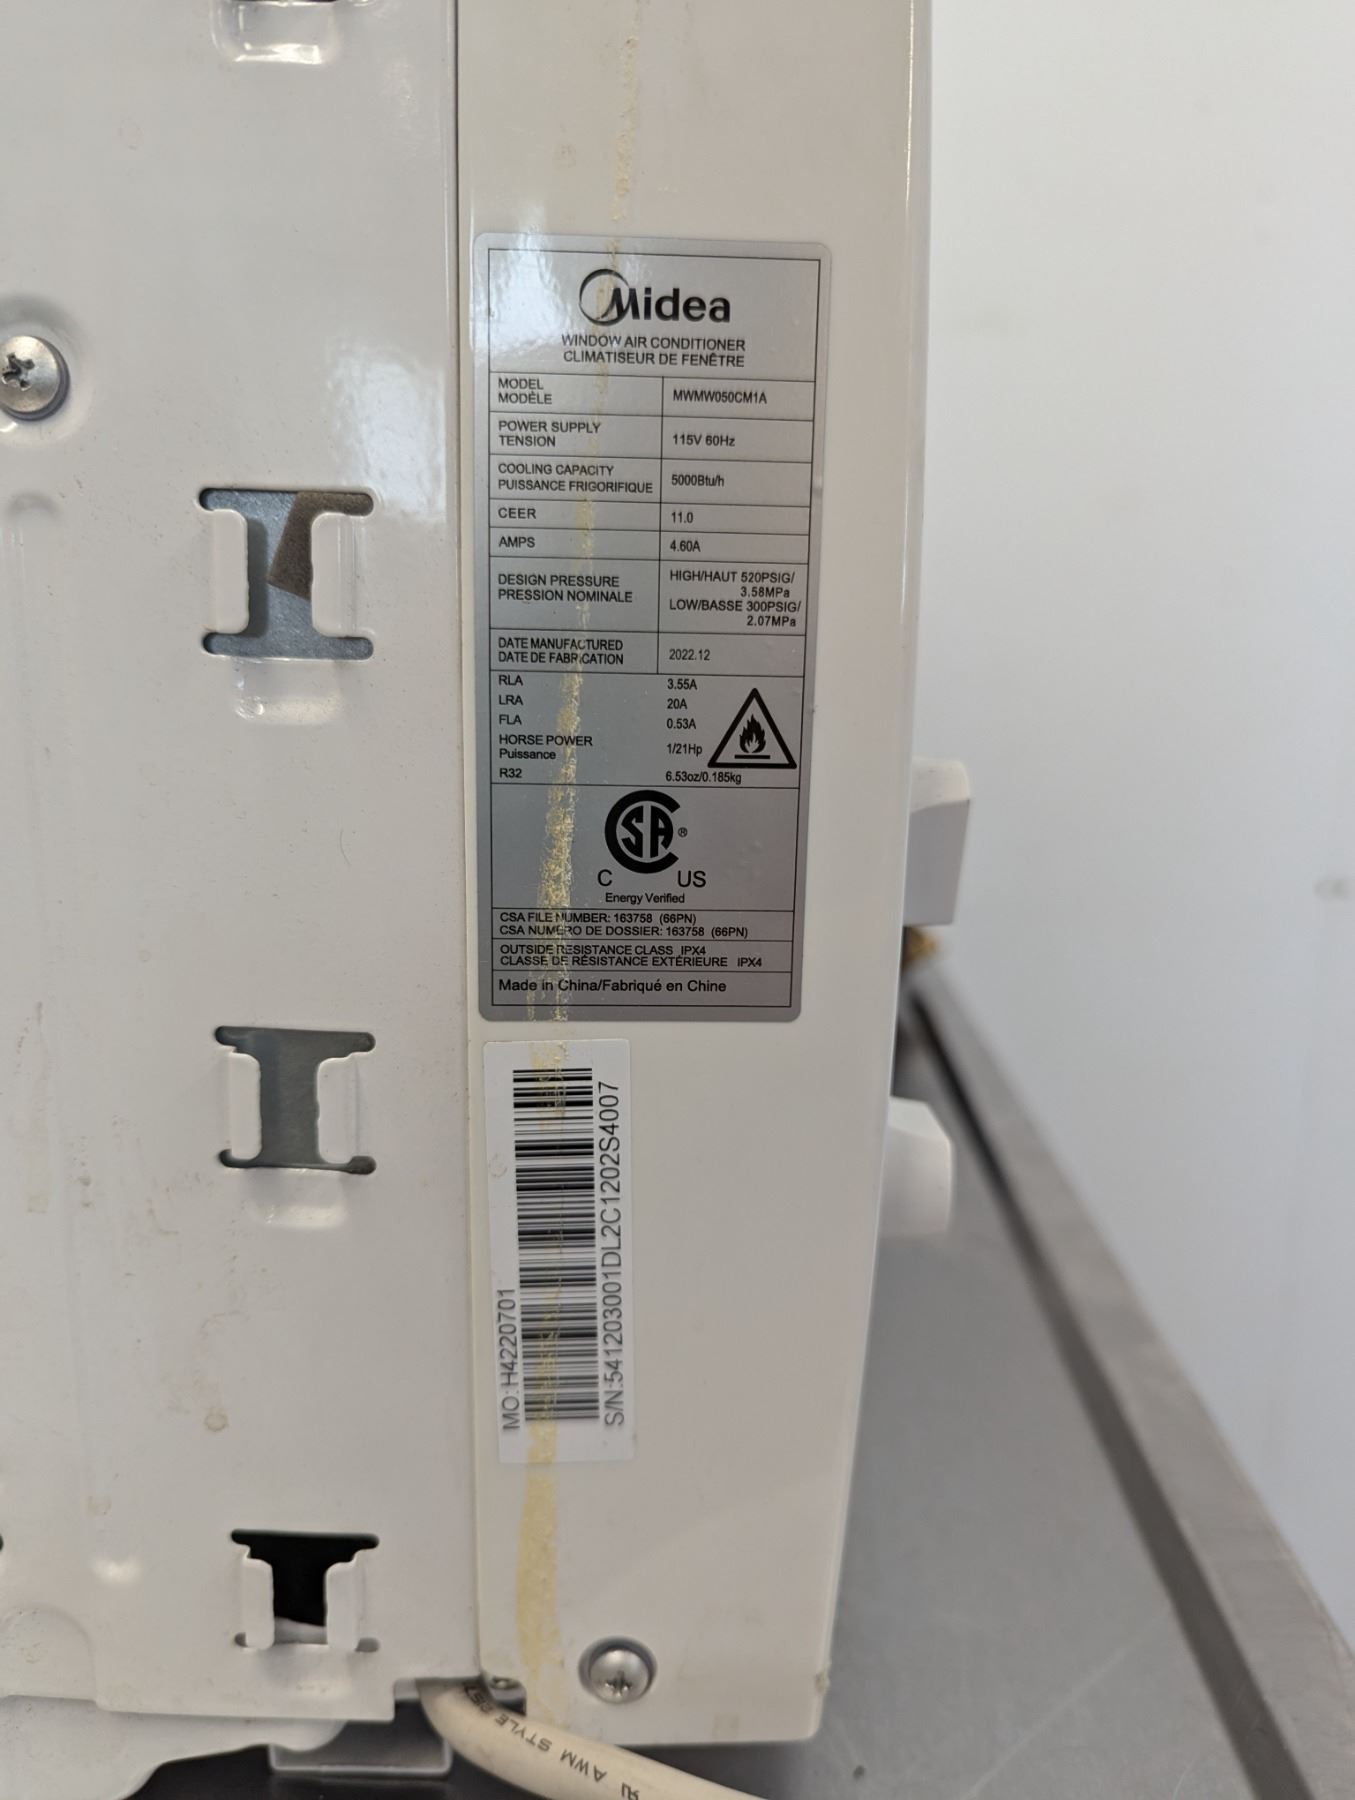 Midea
WINDOW AIR CONDITIONER
CLIMATISEUR DE FENÊTRE
MODEL
MODÈLE
MWMW050CM1A
POWER SUPPLY
TENSION
115V 60Hz
COOLING CAPACITY
PUISSANCE FRIGORIFIQUE
5000Btu/h
CEER
11.0
AMPS
4.60A
DESIGN PRESSURE
PRESSION NOMINALE
HIGH/HAUT 520PSIG/
3.58MPa
LOW/BASSE 300PSIG/
2.07MPa
DATE MANUFACTURED
DATE DE FABRICATION
2022.12
RLA 3.55A
LRA 20A
FLA 0.53A
HORSE POWER
Puissance
1/21Hp
R32 6.53oz/0.185kg
CSA ®
C US
Energy Verified
CSA FILE NUMBER: 163758 (66PN)
CSA NUMÉRO DE DOSSIER: 163758 (66PN)
OUTSIDE RESISTANCE CLASS IPX4
CLASSE DE RÉSISTANCE EXTÉRIEURE IPX4
Made in China/Fabriqué en Chine
MO: H4220701
S/N:541203001DL2C1202S4007
AWM STYLE